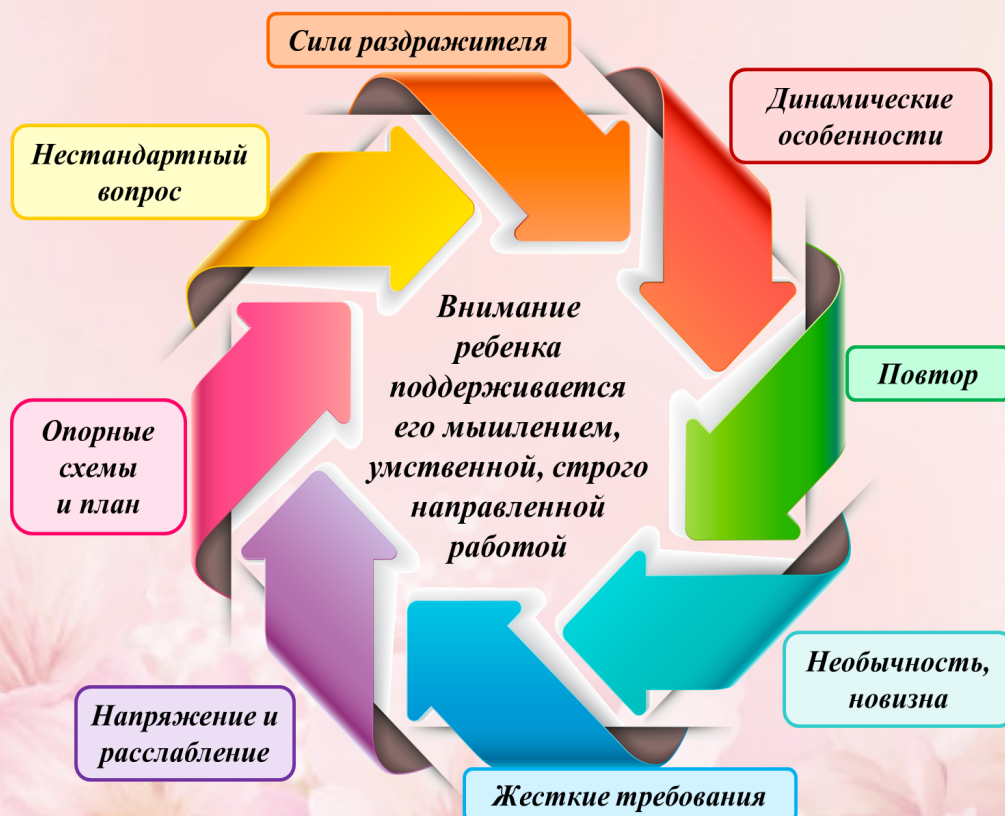 Сила раздражителя
Динамические
особенности
Нестандартный
вопрос
Внимание
ребенка
поддерживается
его мышлением,
умственной, строго
направленной
работой
Повтор
Опорные
схемы
и план
Необычность,
новизна
Напряжение и
расслабление
Жесткие требования